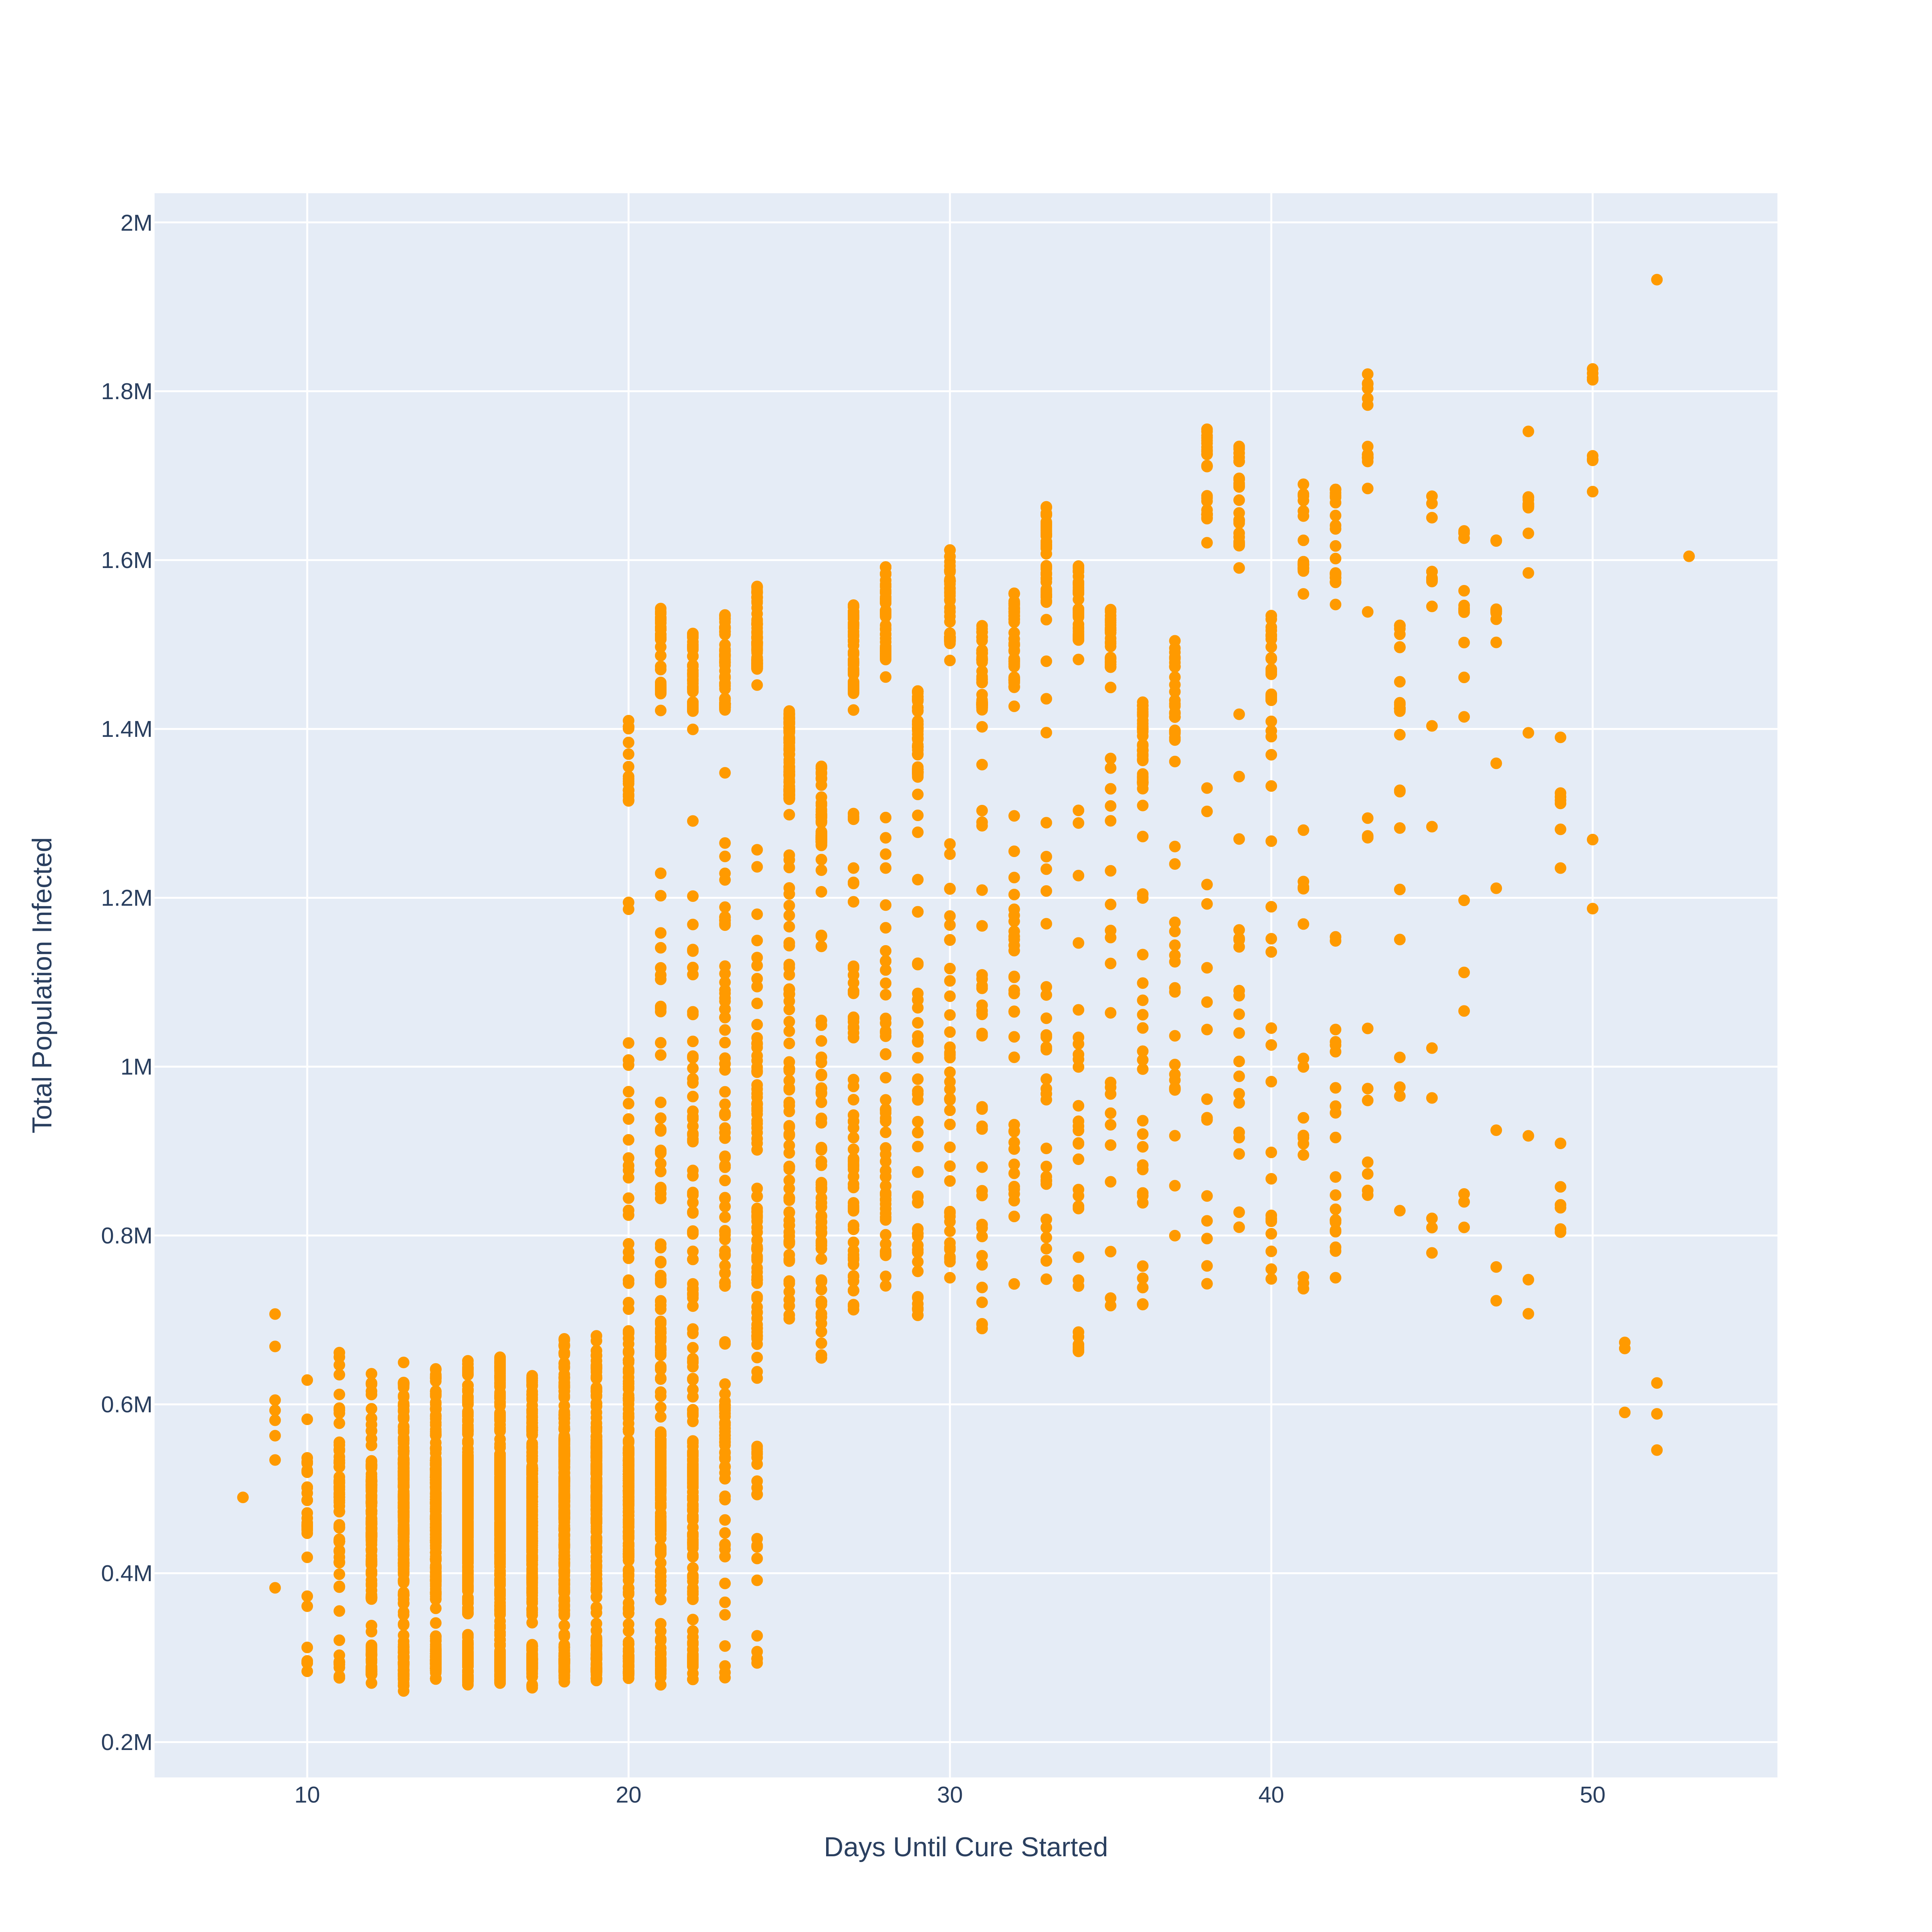 2M
1.8M
1.6M
1.4M
1.2M
1M
0.8M
0.6M
0.4M
0.2M
Total Population Infected
10 20 30 40 50
Days Until Cure Started